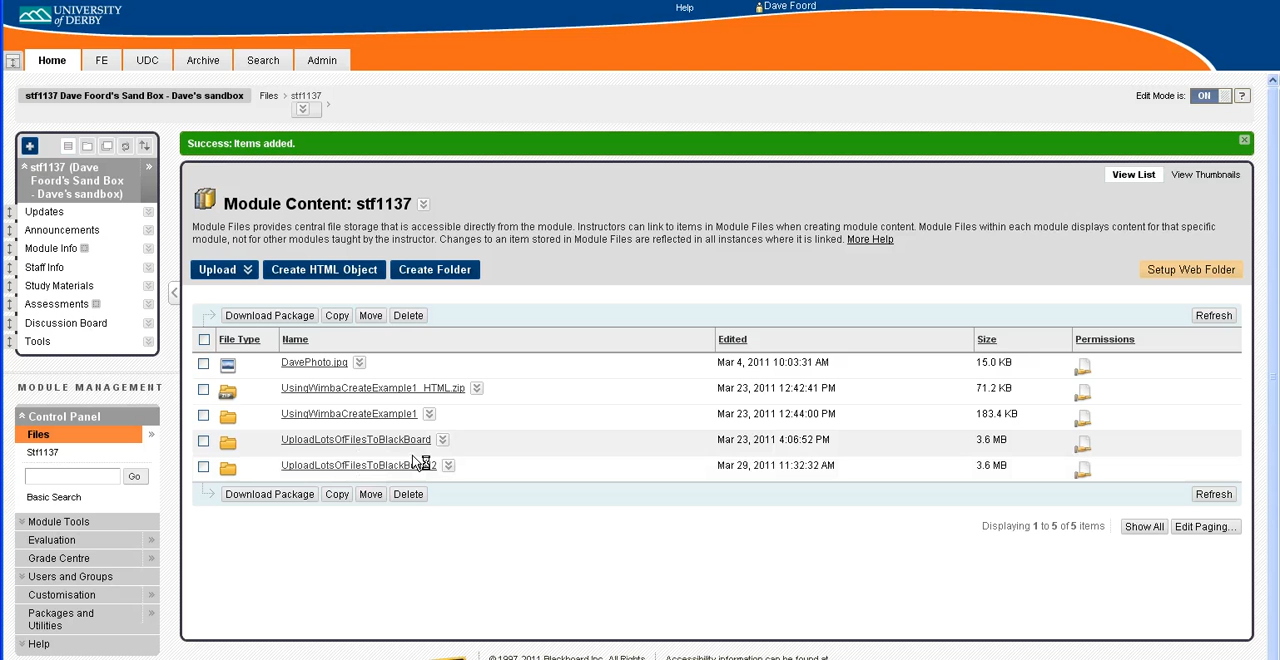 UNIVERSITY
of DERBY
Help
Dave Foord
Home
FE
UDC
Archive
Search
Admin
stf1137 Dave Foord's Sand Box - Dave's sandbox
Files
stf1137
Edit Mode is:
ON
?
stf1137 (Dave
Foord's Sand Box
- Dave's sandbox)
Updates
Announcements
Module Info
Staff Info
Study Materials
Assessments
Discussion Board
Tools
MODULE MANAGEMENT
Control Panel
Files
Stf1137
Go
Basic Search
Module Tools
Evaluation
Grade Centre
Users and Groups
Customisation
Packages and
Utilities
Help
Success: Items added.
View List
View Thumbnails
Module Content: stf1137
Module Files provides central file storage that is accessible directly from the module. Instructors can link to items in Module Files when creating module content. Module Files within each module displays content for that specific
module, not for other modules taught by the instructor. Changes to an item stored in Module Files are reflected in all instances where it is linked. More Help
Upload
Create HTML Object
Create Folder
Setup Web Folder
Download Package Copy Move Delete Refresh
File Type Name Edited Size Permissions
DavePhoto.jpg Mar 4, 2011 10:03:31 AM 15.0 KB
UsingWimbaCreateExample1_HTML.zip Mar 23, 2011 12:42:41 PM 71.2 KB
UsingWimbaCreateExample1 Mar 23, 2011 12:44:00 PM 183.4 KB
UploadLotsOfFilesToBlackBoard Mar 23, 2011 4:06:52 PM 3.6 MB
Mar 29, 2011 11:32:32 AM 3.6 MB
Download Package Copy Move Delete Refresh
Displaying 1 to 5 of 5 items
Show All
Edit Paging...
© 1997-2011 Blackboard Inc. All Rights
Accessibility information can be found at